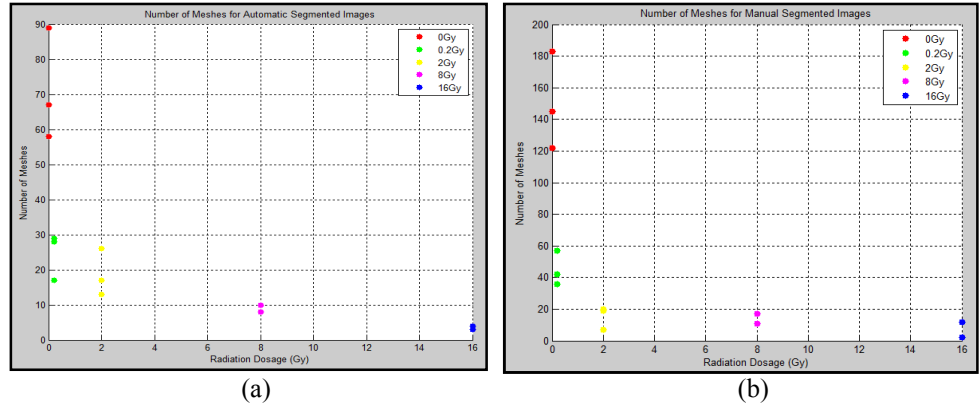 Number of Meshes for Automatic Segmented Images
90
80
70
60
50
40
30
20
10
0
Number of Meshes
0 2 4 6 8 10 12 14 16
Radiation Dosage (Gy)
0Gy
0.2Gy
2Gy
8Gy
16Gy
(a)
Number of Meshes for Manual Segmented Images
200
180
160
140
120
100
80
60
40
20
0
Number of Meshes
0 2 4 6 8 10 12 14 16
Radiation Dosage (Gy)
0Gy
0.2Gy
2Gy
8Gy
16Gy
(b)